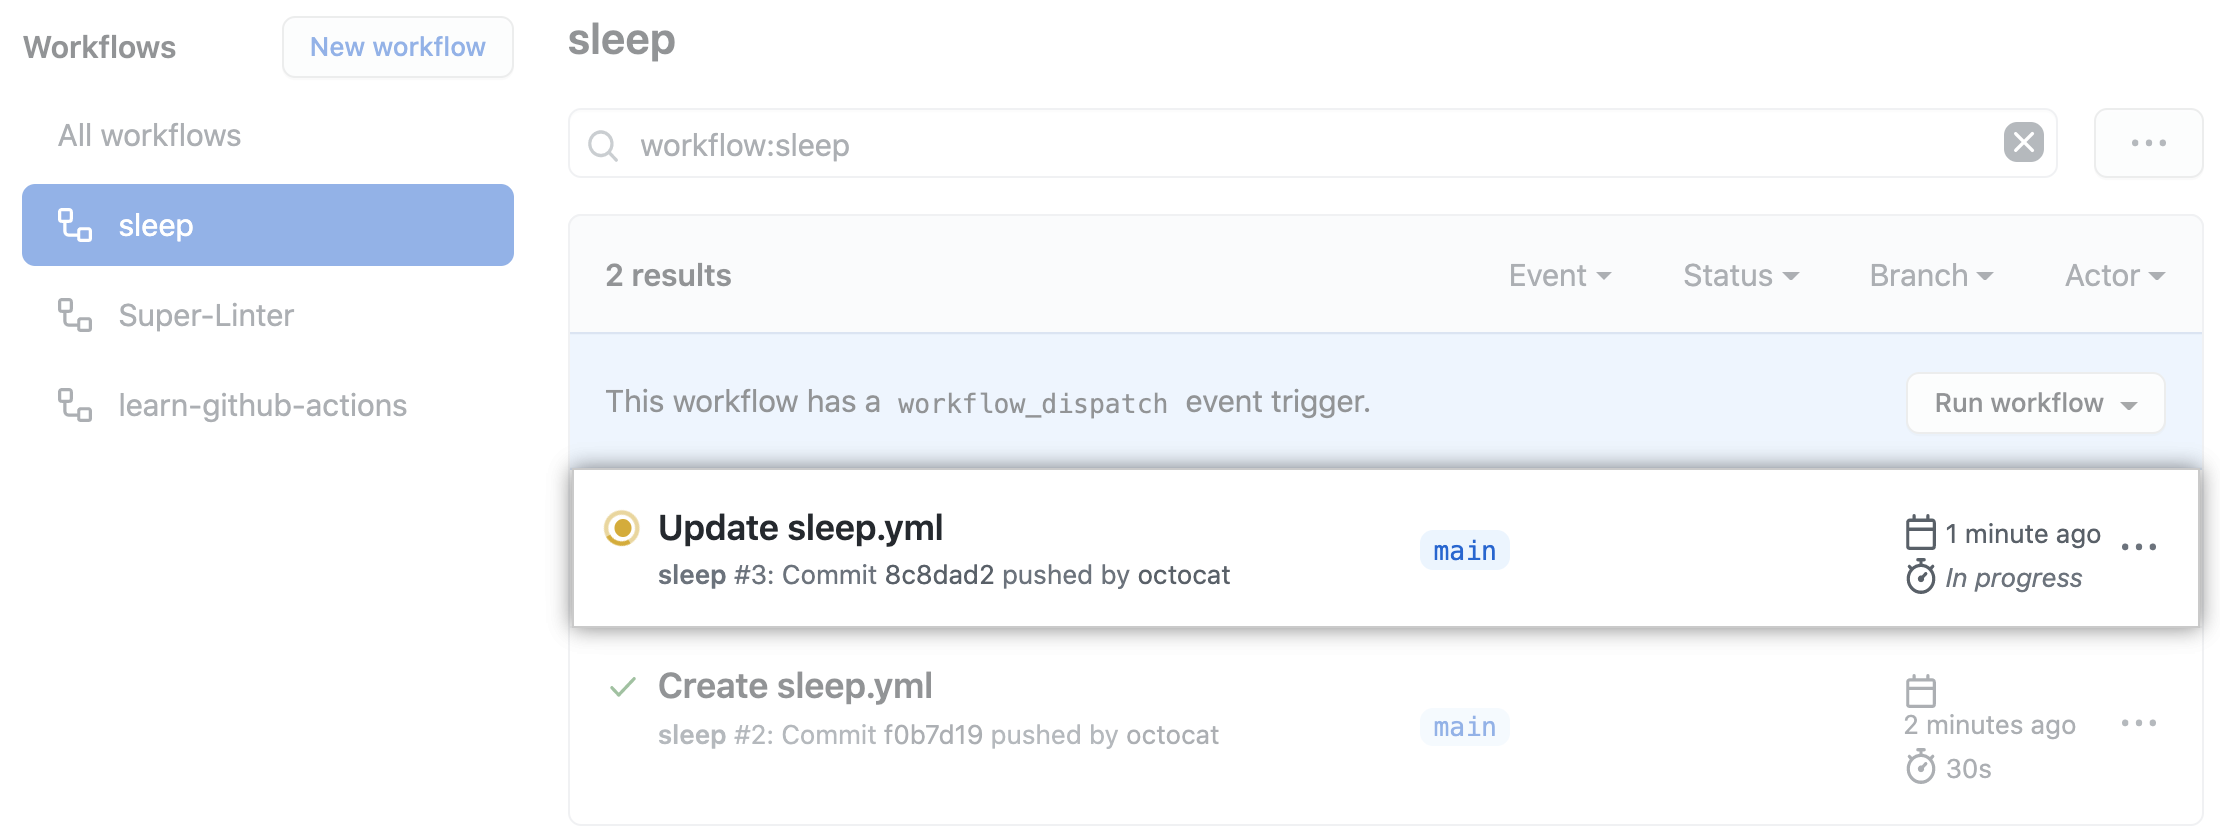 Workflows
New workflow
All workflows
sleep
Super-Linter
learn-github-actions
sleep
workflow:sleep
2 results
Event
Status
Branch
Actor
This workflow has a workflow_dispatch event trigger.
Run workflow
Update sleep.yml
sleep #3: Commit 8c8dad2 pushed by octocat
main
1 minute ago
In progress
Create sleep.yml
sleep #2: Commit f0b7d19 pushed by octocat
main
2 minutes ago
30s